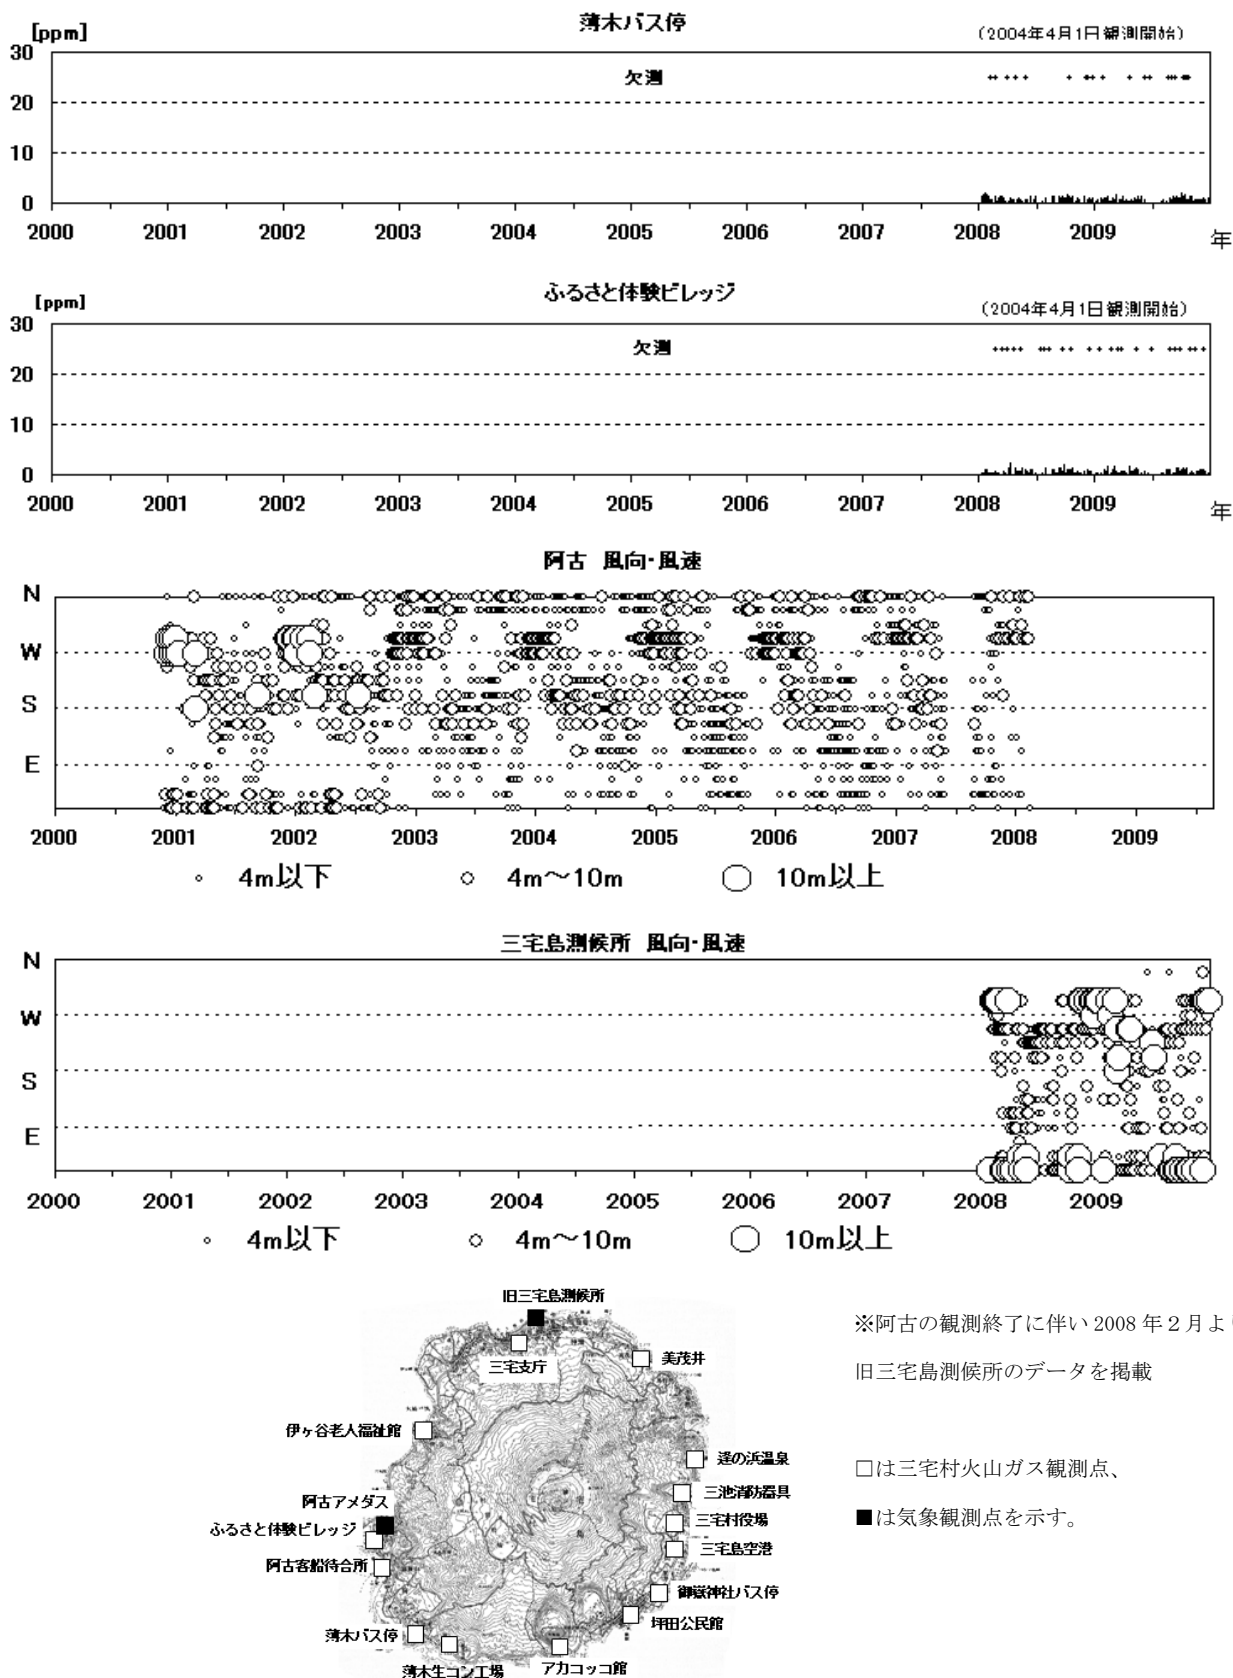 薄木バス停
[ppm]
(2004年4月1日観測開始)
30
欠測
20
10
0
2000 2001 2002 2003 2004 2005 2006 2007 2008 2009 年
ふるさと体験ビレッジ
[ppm]
(2004年4月1日観測開始)
30
欠測
20
10
0
2000 2001 2002 2003 2004 2005 2006 2007 2008 2009 年
阿古 風向・風速
N
W
S
E
2000 2001 2002 2003 2004 2005 2006 2007 2008 2009
4m以下 4m〜10m 10m以上
三宅島測候所 風向・風速
N
W
S
E
2000 2001 2002 2003 2004 2005 2006 2007 2008 2009
4m以下 4m〜10m 10m以上
旧三宅島測候所
三宅支庁
美茂井
伊ヶ谷老人福祉館
逢の浜温泉
阿古アメダス
三池消防器具
ふるさと体験ビレッジ
三宅村役場
阿古客船待合所
三宅島空港
御嶽神社バス停
坪田公民館
薄木バス停
薄木生コン工場
アカコッコ館
※阿古の観測終了に伴い 2008 年 2 月よ
旧三宅島測候所のデータを掲載
□は三宅村火山ガス観測点、
■は気象観測点を示す。